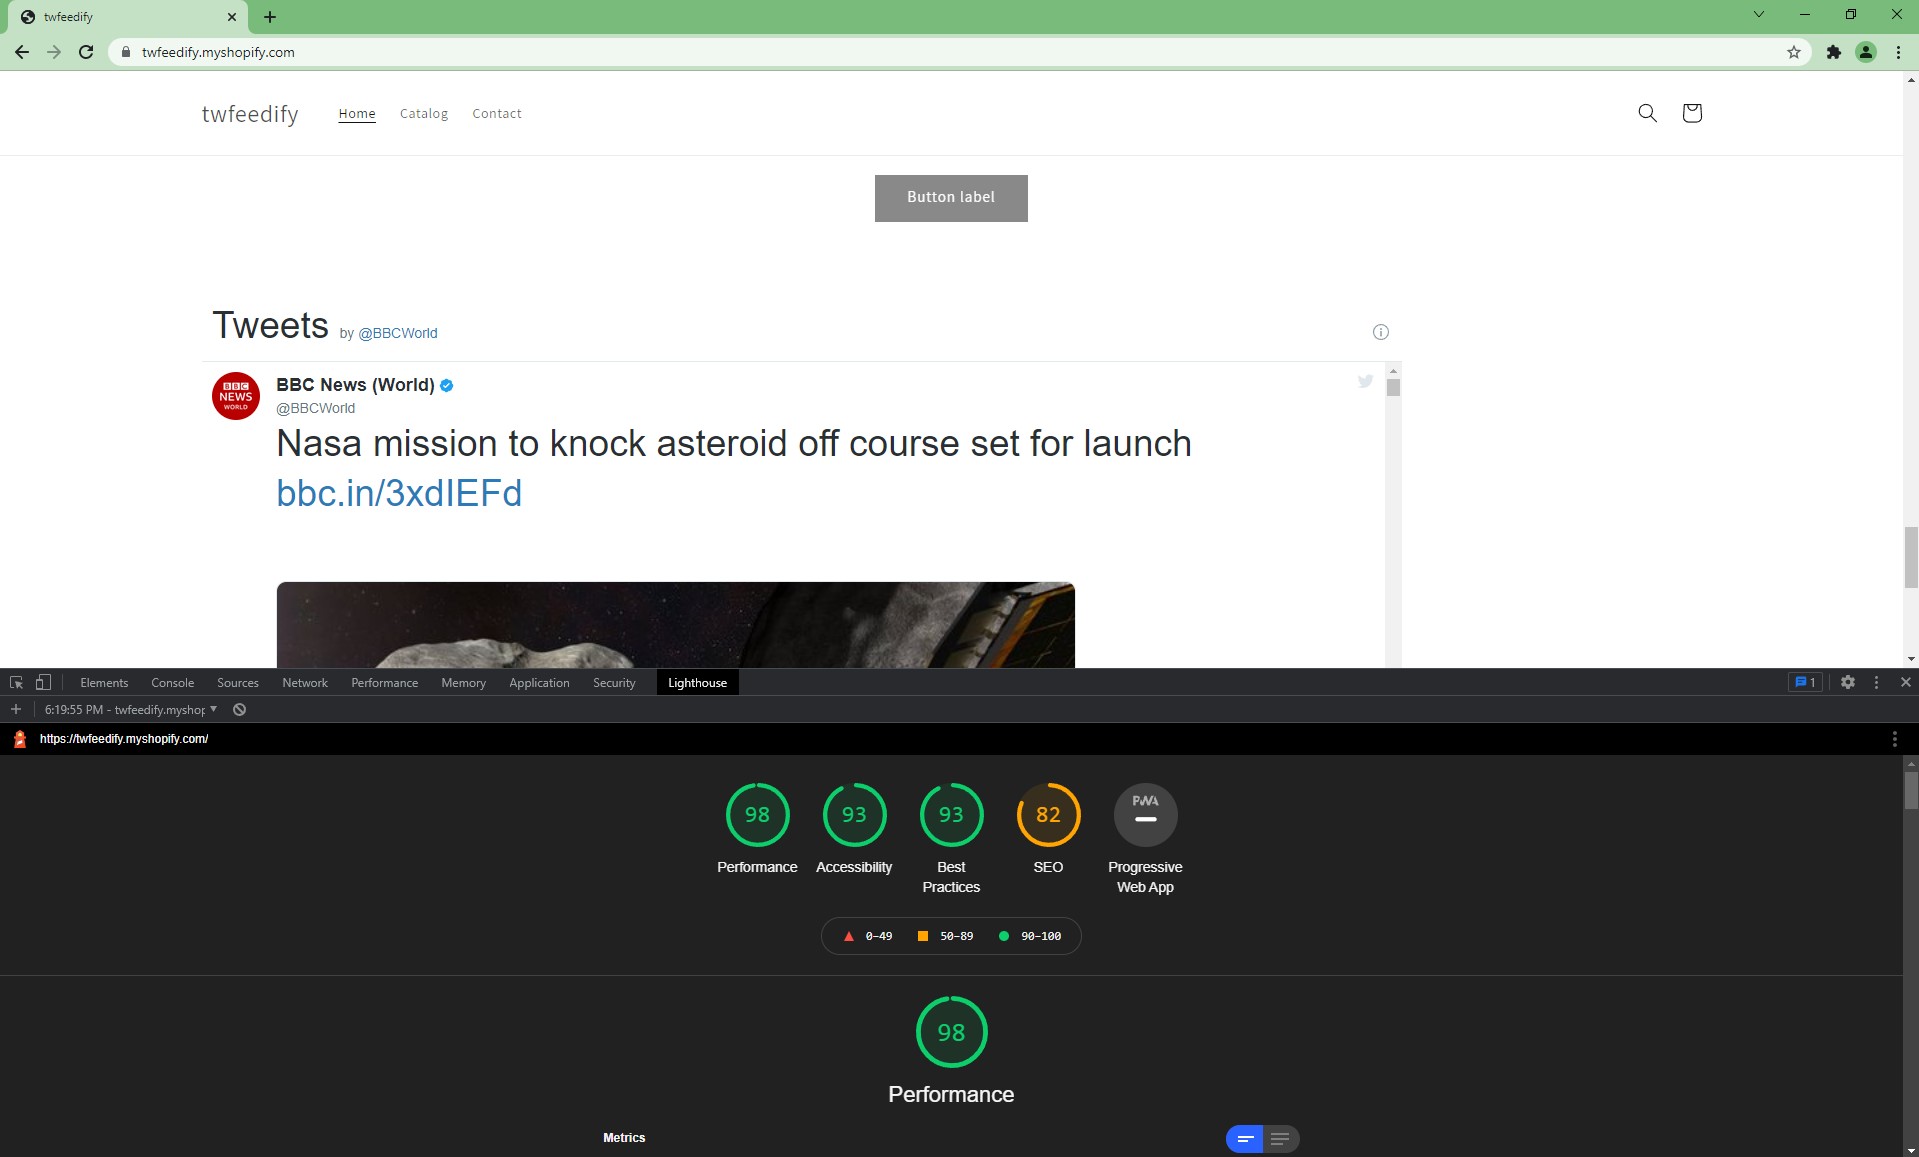 twfeedify
twfeedify.myshopify.com
twfeedify
Home
Catalog
Contact
Button label
Tweets by @BBCWorld
BBC NEWS WORLD
BBC News (World)
@BBCWorld
Nasa mission to knock asteroid off course set for launch
bbc.in/3xdIEFd
Elements
Console
Sources
Network
Performance
Memory
Application
Security
Lighthouse
1
6:19:55 PM - twfeedify.myshop
https://twfeedify.myshopify.com/
98
93
93
82
PWA
Performance
Accessibility
Best
Practices
SEO
Progressive
Web App
0–49
50–89
90–100
98
Performance
Metrics